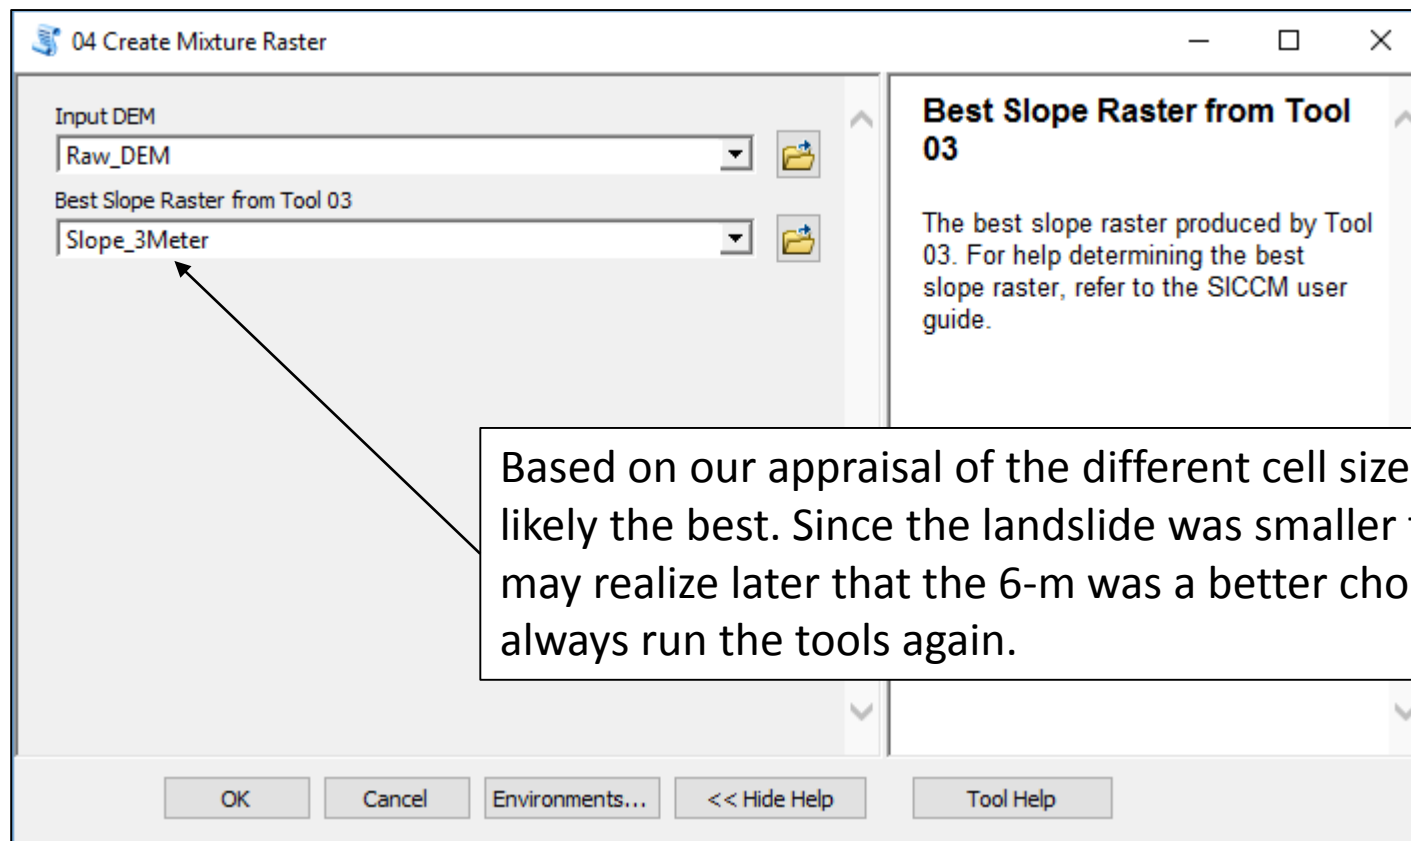 04 Create Mixture Raster
Input DEM
Raw_DEM
Best Slope Raster from Tool 03
Slope_3Meter
Best Slope Raster from Tool
03
The best slope raster produced by Tool
03. For help determining the best
slope raster, refer to the SICCM user
guide.
Based on our appraisal of the different cell size
likely the best. Since the landslide was smaller
may realize later that the 6-m was a better cho
always run the tools again.
OK
Cancel
Environments...
<< Hide Help
Tool Help